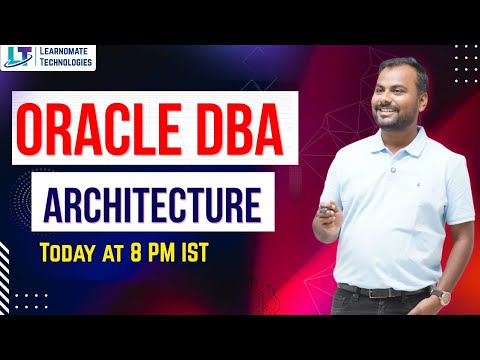 LT
LEARNOMATE
TECHNOLOGIES
ORACLE DBA
ARCHITECTURE
TODAY AT 8 PM IST